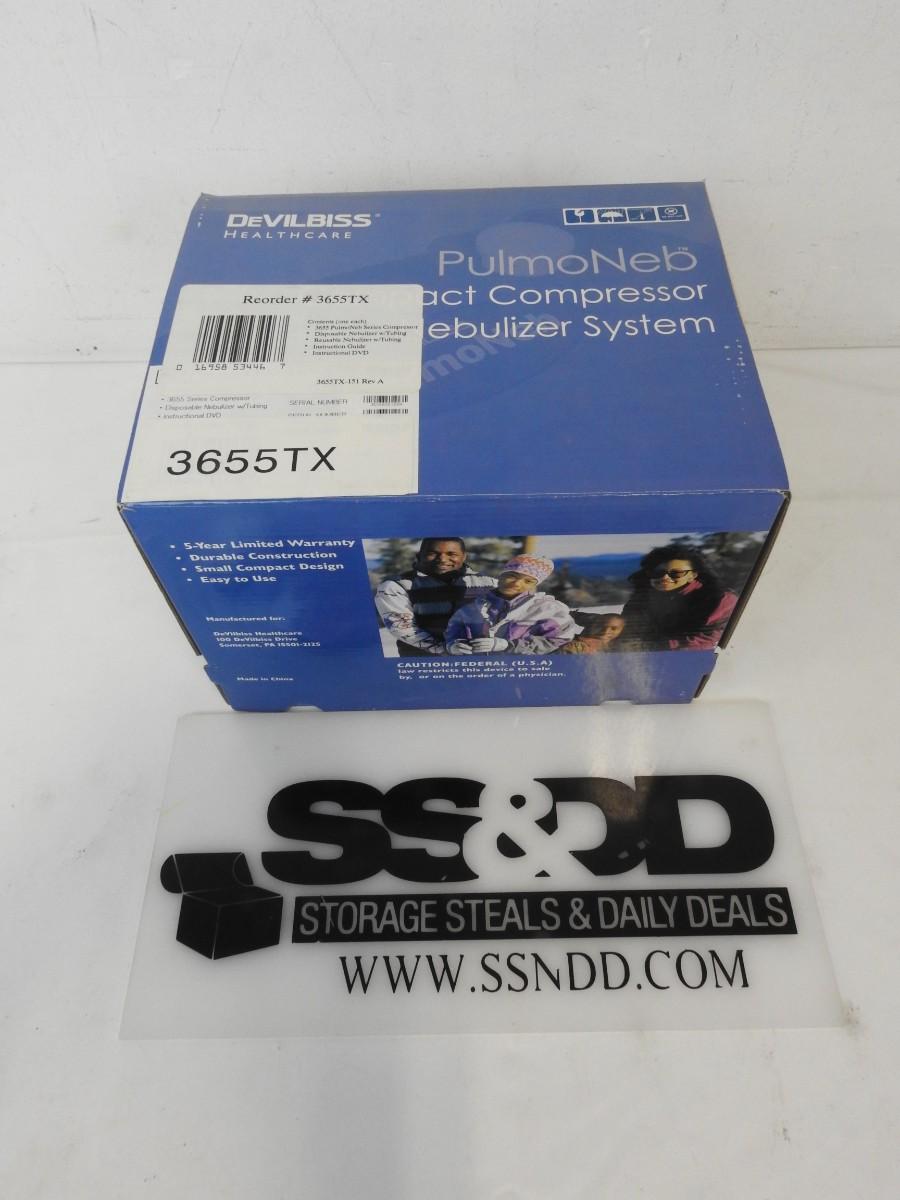 DEVILBISS®
HEALTHCARE
PulmoNeb™
pact Compressor
ebulizer System
Reorder # 3655TX
Contents (one each)
• 3655 PulmoNeb Series Compressor
• Disposable Nebulizer w/Tubing
• Reusable Nebulizer w/Tubing
• Instruction Guide
• Instructional DVD
0 16958 53446 7
3655TX-151 Rev A
• 3655 Series Compressor
• Disposable Nebulizer w/Tubing
• Instructional DVD
SERIAL NUMBER
3655TX
• 5-Year Limited Warranty
• Durable Construction
• Small Compact Design
• Easy to Use
Manufactured for:
DeVilbiss Healthcare
100 DeVilbiss Drive
Somerset, PA 15501-2125
Made in China
CAUTION:FEDERAL (U.S.A)
law restricts this device to sale
by, or on the order of a physician.
SS&DD
STORAGE STEALS & DAILY DEALS
WWW.SSNDD.COM